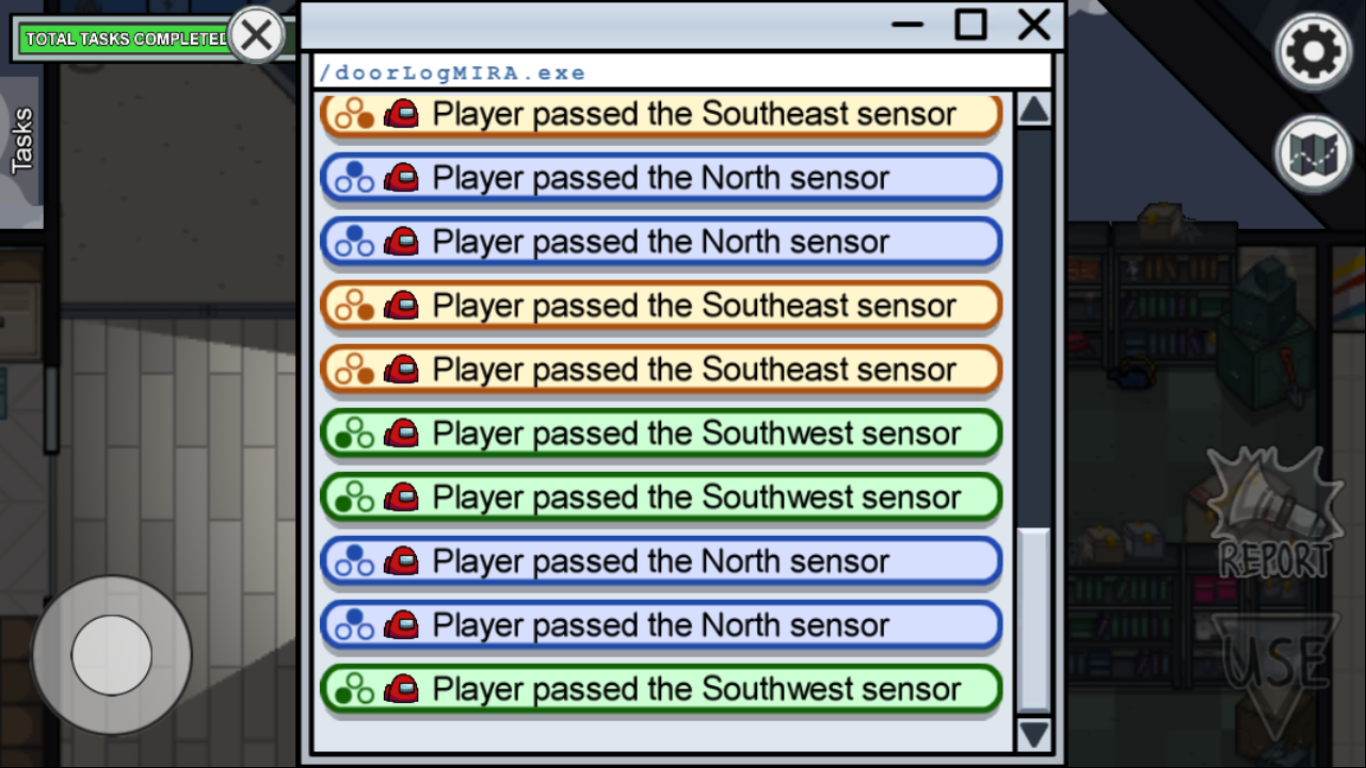 TOTAL TASKS COMPLETED
Tasks
/doorLogMIRA.exe
Player passed the Southeast sensor
Player passed the North sensor
Player passed the North sensor
Player passed the Southeast sensor
Player passed the Southeast sensor
Player passed the Southwest sensor
Player passed the Southwest sensor
Player passed the North sensor
Player passed the North sensor
Player passed the Southwest sensor
REPORT
USE